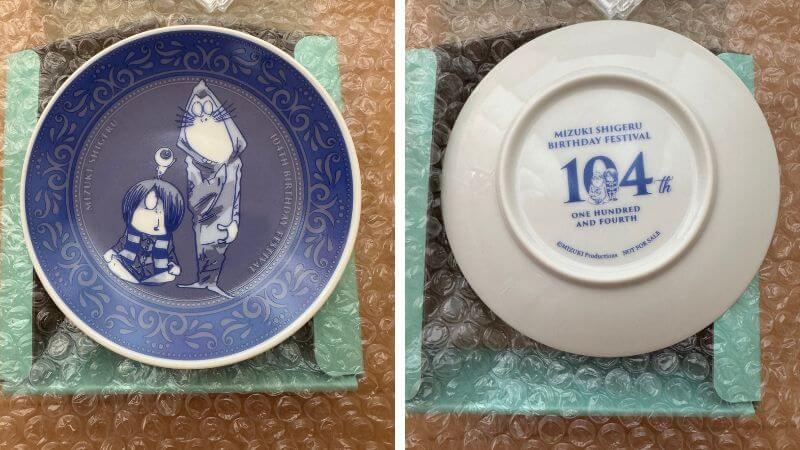 MIZUKI SHIGERU
104TH BIRTHDAY FESTIVAL
MIZUKI SHIGERU
BIRTHDAY FESTIVAL
104th
ONE HUNDRED
AND FOURTH
©MIZUKI Productions NOT FOR SALE